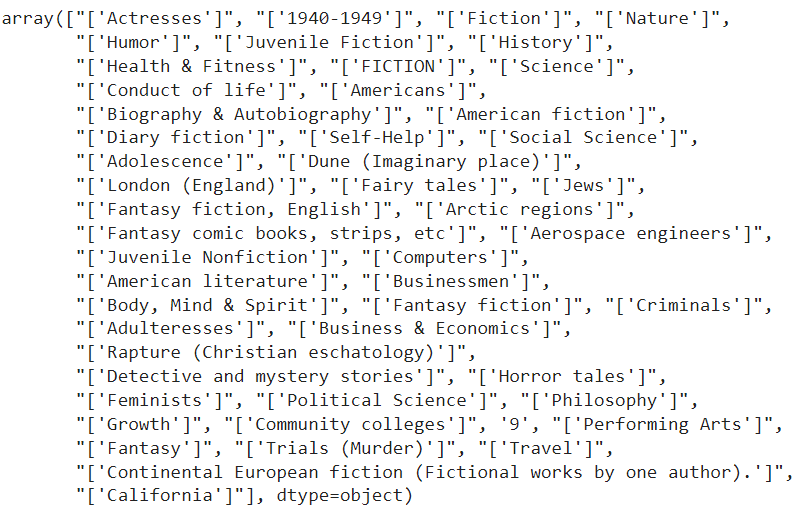 array(["['Actresses']", "['1940-1949']", "['Fiction']", "['Nature']",
"['Humor']", "['Juvenile Fiction']", "['History']",
"['Health & Fitness']", "['FICTION']", "['Science']",
"['Conduct of life']", "['Americans']",
"['Biography & Autobiography']", "['American fiction']",
"['Diary fiction']", "['Self-Help']", "['Social Science']",
"['Adolescence']", "['Dune (Imaginary place)']",
"['London (England)']", "['Fairy tales']", "['Jews']",
"['Fantasy fiction, English']", "['Arctic regions']",
"['Fantasy comic books, strips, etc']", "['Aerospace engineers']",
"['Juvenile Nonfiction']", "['Computers']",
"['American literature']", "['Businessmen']",
"['Body, Mind & Spirit']", "['Fantasy fiction']", "['Criminals']",
"['Adulteresses']", "['Business & Economics']",
"['Rapture (Christian eschatology)']",
"['Detective and mystery stories']", "['Horror tales']",
"['Feminists']", "['Political Science']", "['Philosophy']",
"['Growth']", "['Community colleges']", '9', "['Performing Arts']",
"['Fantasy']", "['Trials (Murder)']", "['Travel']",
"['Continental European fiction (Fictional works by one author).']",
"['California']"], dtype=object)